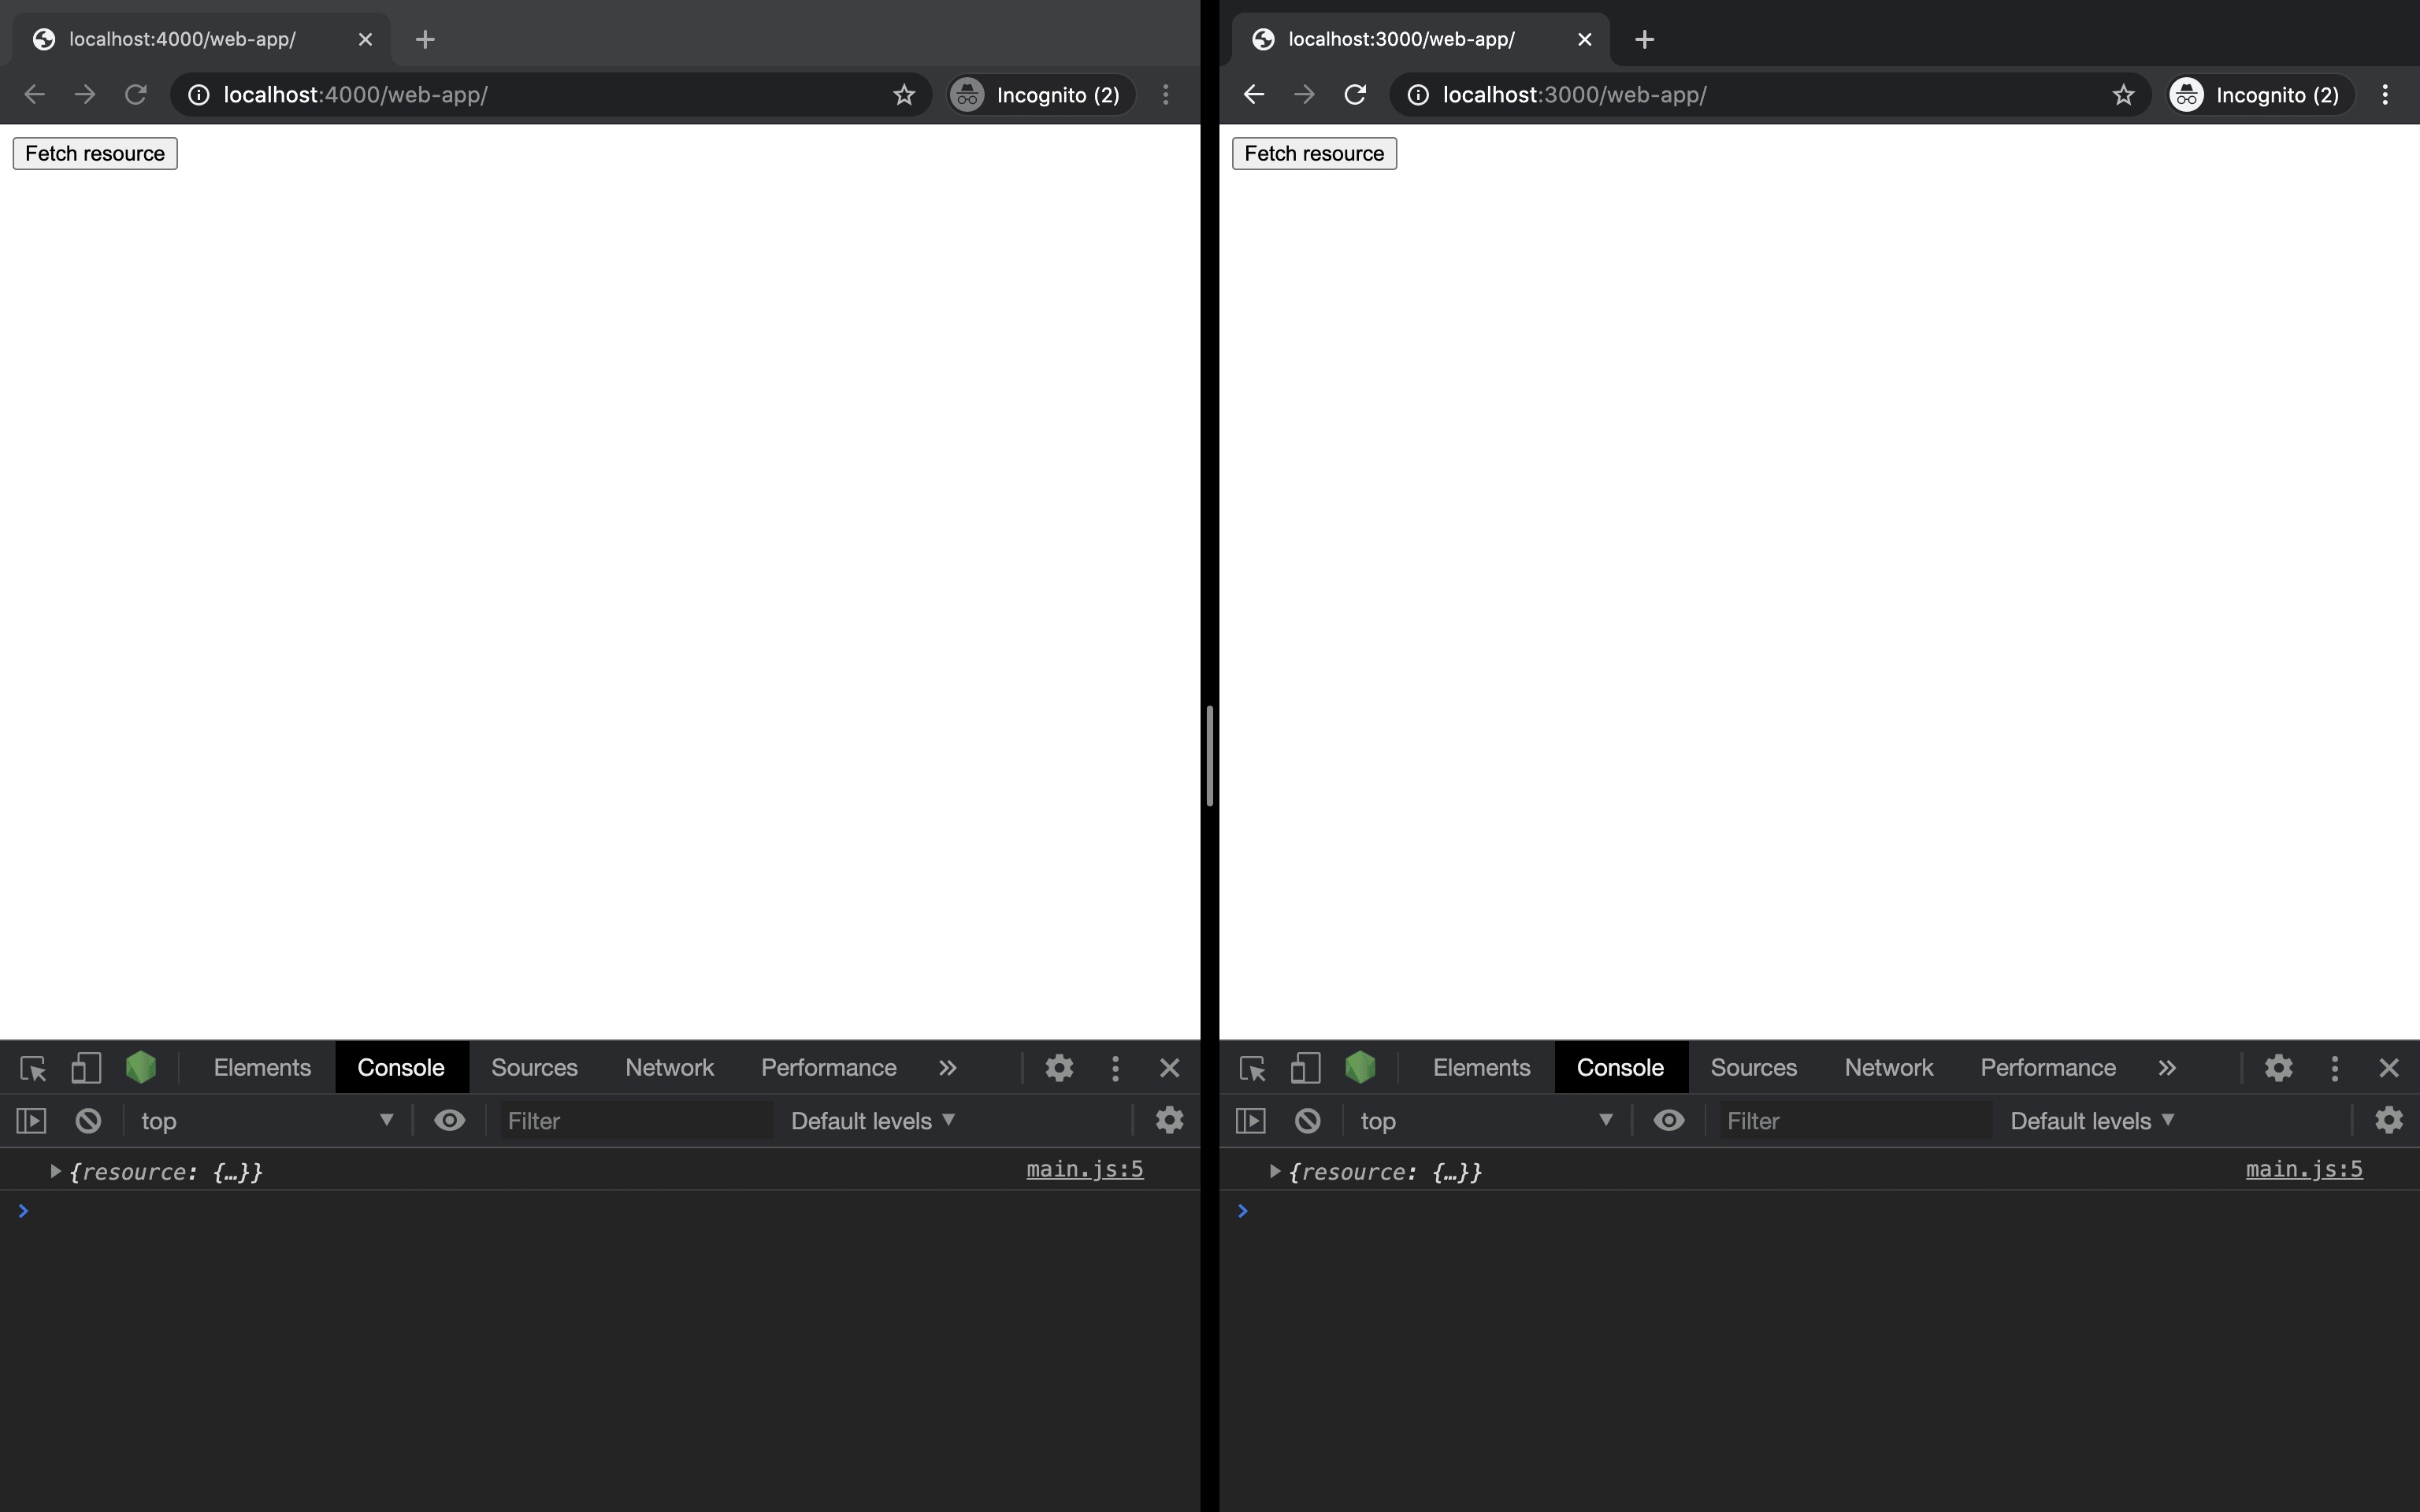 localhost:4000/web-app/
localhost:4000/web-app/
Incognito (2)
Fetch resource
Elements Console Sources Network Performance
top Filter Default levels
{resource: {…}} main.js:5
localhost:3000/web-app/
localhost:3000/web-app/
Incognito (2)
Fetch resource
Elements Console Sources Network Performance
top Filter Default levels
{resource: {…}} main.js:5